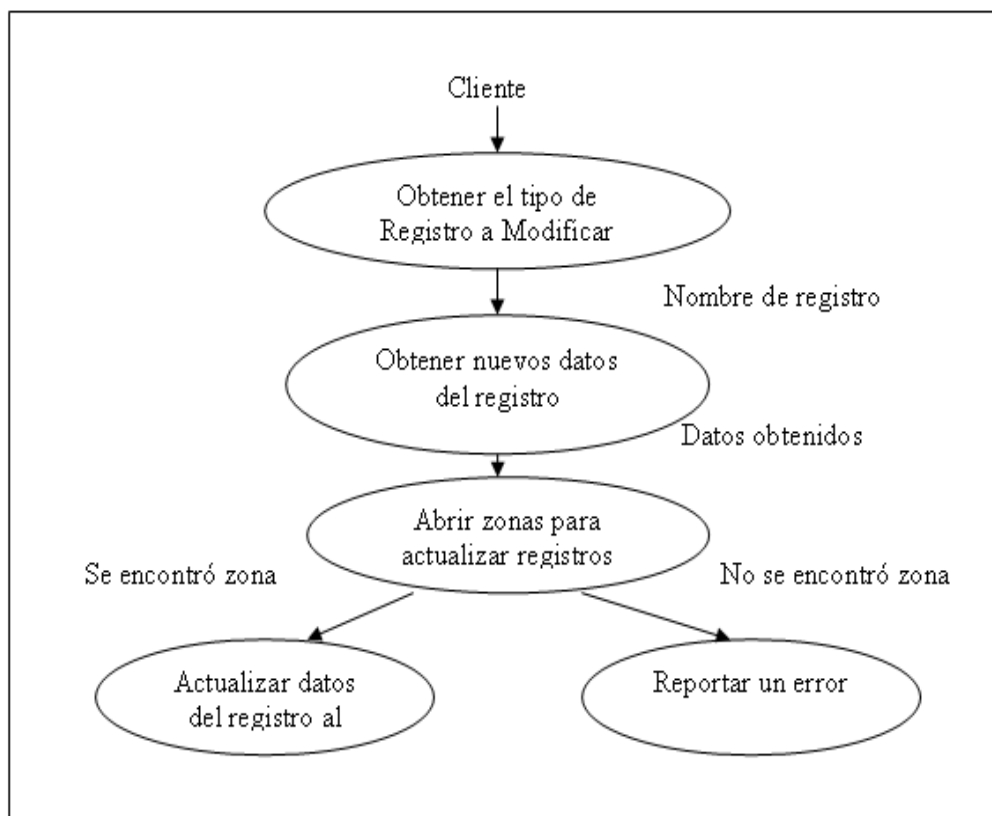 Cliente
Obtener el tipo de
Registro a Modificar
Nombre de registro
Obtener nuevos datos
del registro
Datos obtenidos
Abrir zonas para
actualizar registros
Se encontró zona
No se encontró zona
Actualizar datos
del registro al
Reportar un error